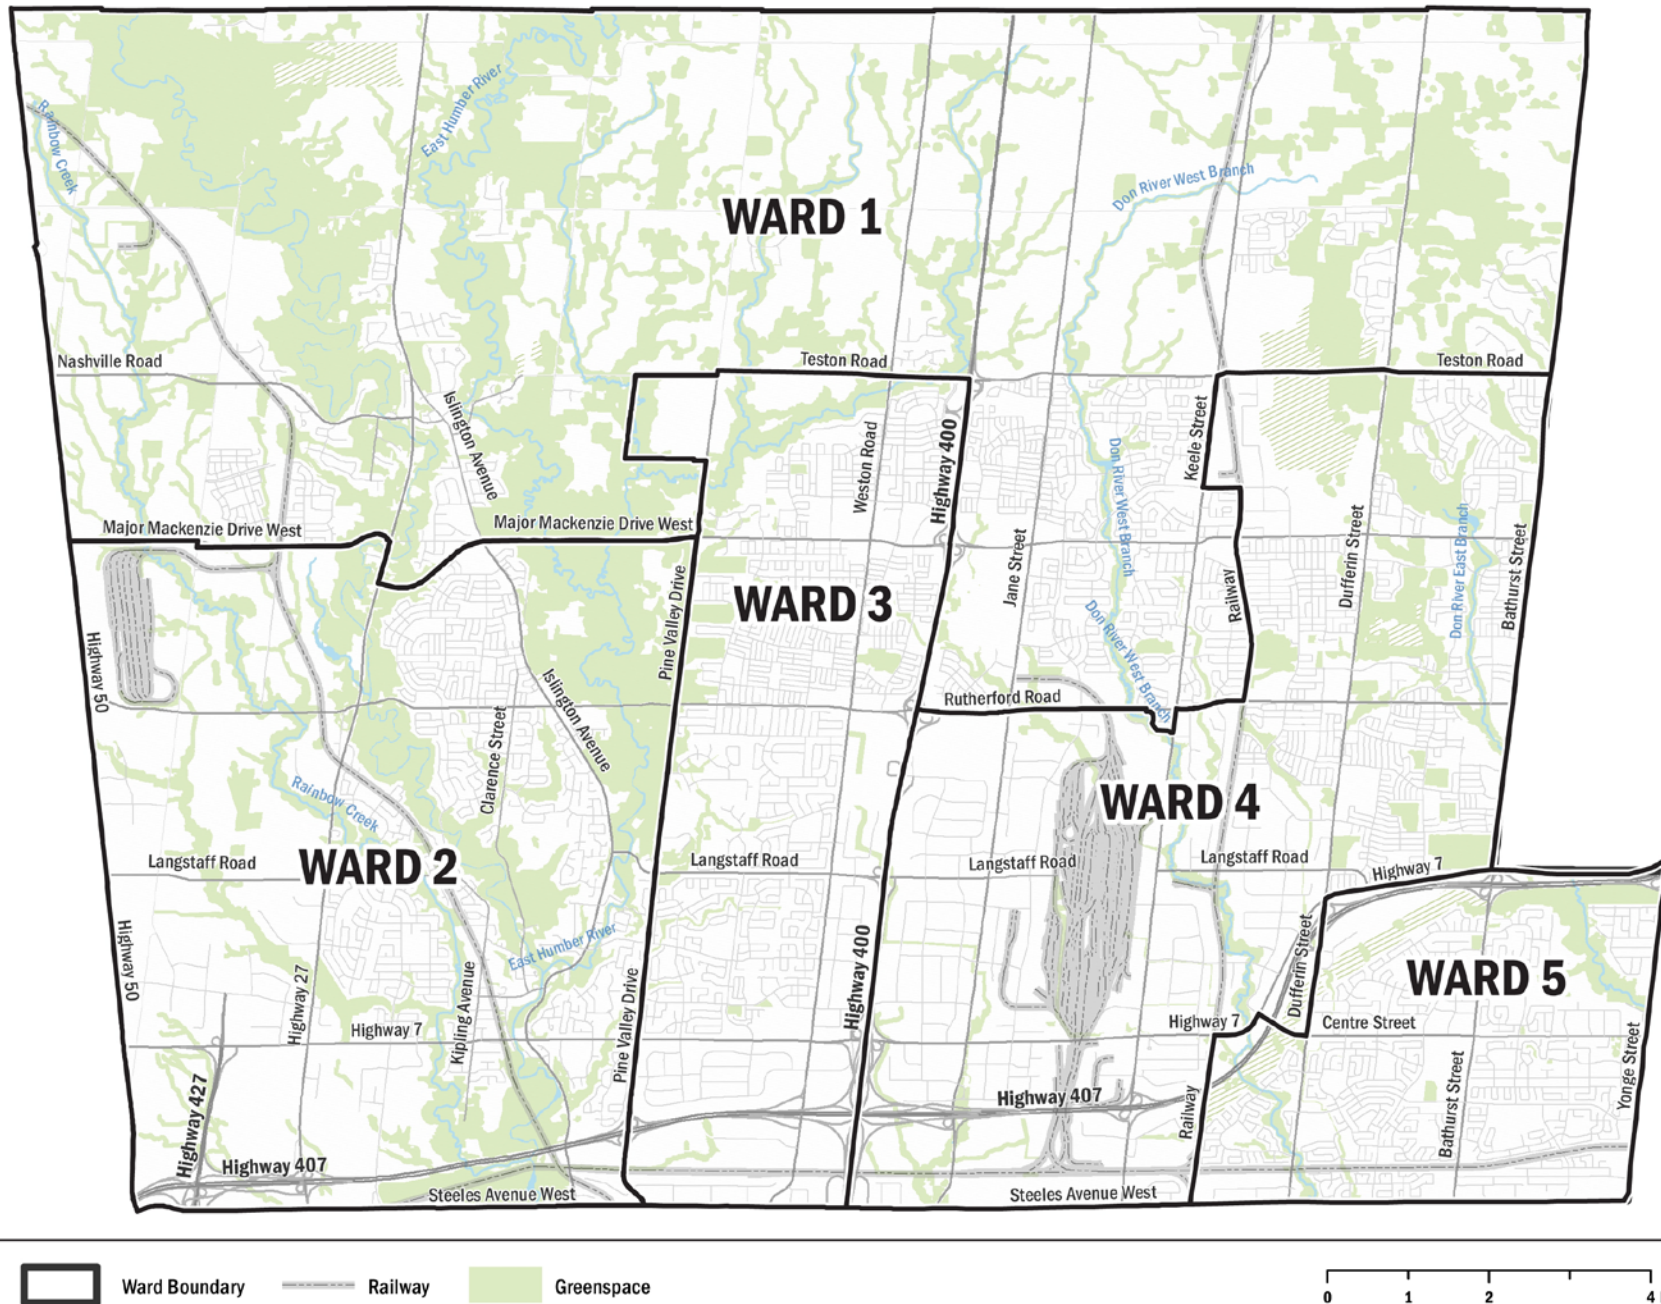 Rainbow Creek
East Humber River
Don River West Branch
WARD 1
Nashville Road
Teston Road
Teston Road
Islington Avenue
Weston Road
Highway 400
Keele Street
Don River West Branch
Major Mackenzie Drive West
Major Mackenzie Drive West
Jane Street
Dufferin Street
Don River East Branch
Bathurst Street
Pine Valley Drive
WARD 3
Railway
Don River West Branch
Highway 50
Islington Avenue
Rutherford Road
Clarence Street
Rainbow Creek
WARD 4
Langstaff Road
WARD 2
Langstaff Road
Langstaff Road
Langstaff Road
Highway 7
Highway 50
East Humber River
Highway 27
Kipling Avenue
Pine Valley Drive
Highway 400
Dufferin Street
WARD 5
Highway 7
Highway 7
Centre Street
Highway 427
Highway 407
Railway
Bathurst Street
Yonge Street
Highway 407
Steeles Avenue West
Steeles Avenue West
Ward Boundary
Railway
Greenspace
0 1 2 4